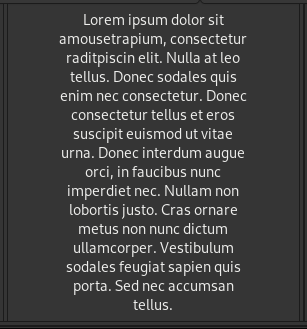 Lorem ipsum dolor sit
amousetrapium, consectetur
raditpiscin elit. Nulla at leo
tellus. Donec sodales quis
enim nec consectetur. Donec
consectetur tellus et eros
suscipit euismod ut vitae
urna. Donec interdum augue
orci, in faucibus nunc
imperdiet nec. Nullam non
lobortis justo. Cras ornare
metus non nunc dictum
ullamcorper. Vestibulum
sodales feugiat sapien quis
porta. Sed nec accumsan
tellus.